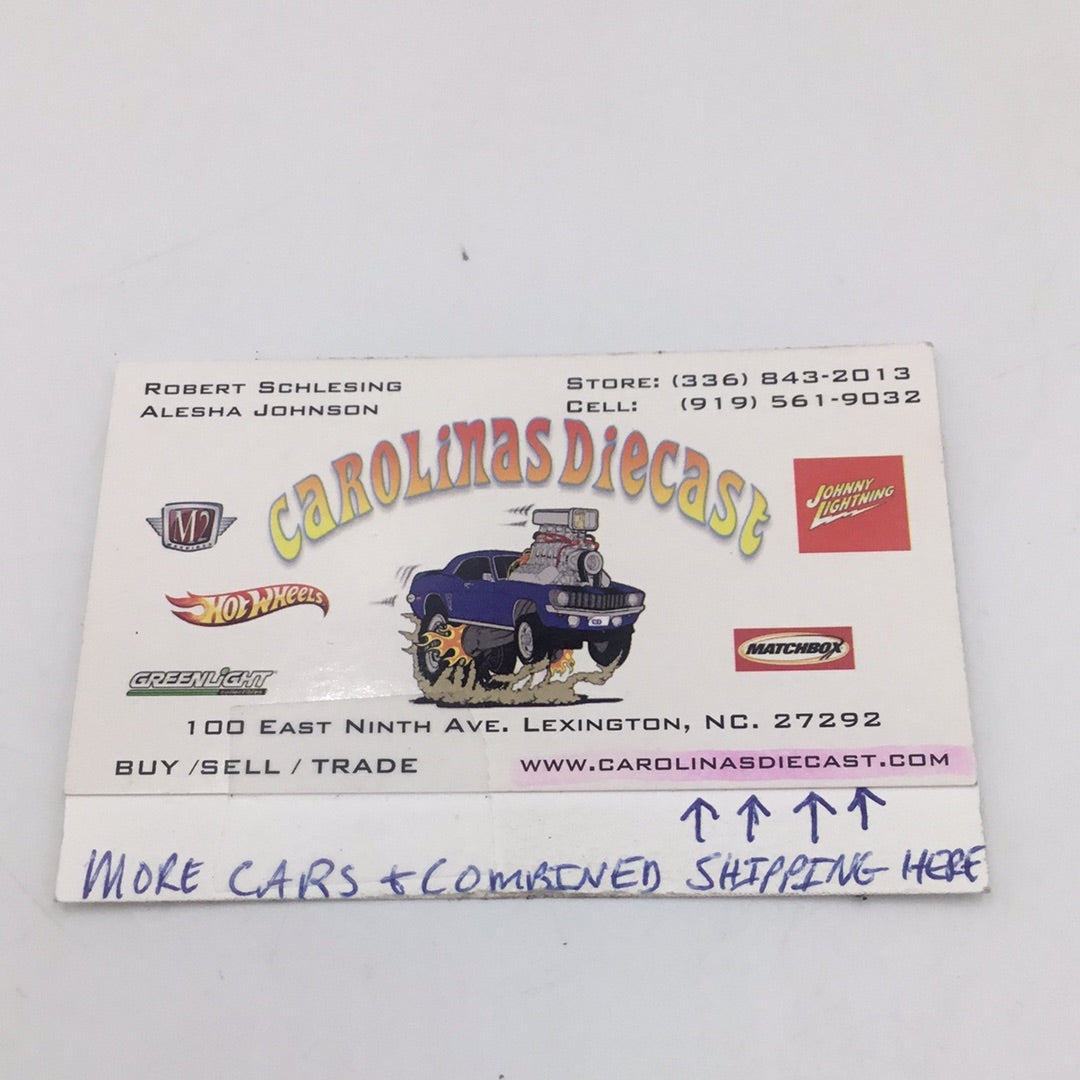 ROBERT SCHLESING
ALESHA JOHNSON
STORE: (336) 843-2013
CELL: (919) 561-9032
CAROLINAS DIECAST
M2
MACHINES
JOHNNY
LIGHTNING
HOT WHEELS
MATCHBOX
GREENLIGHT
collectibles
100 EAST NINTH AVE. LEXINGTON, NC. 27292
BUY /SELL / TRADE
WWW.CAROLINASDIECAST.COM
↑ ↑ ↑ ↑
MORE CARS + COMBINED SHIPPING HERE